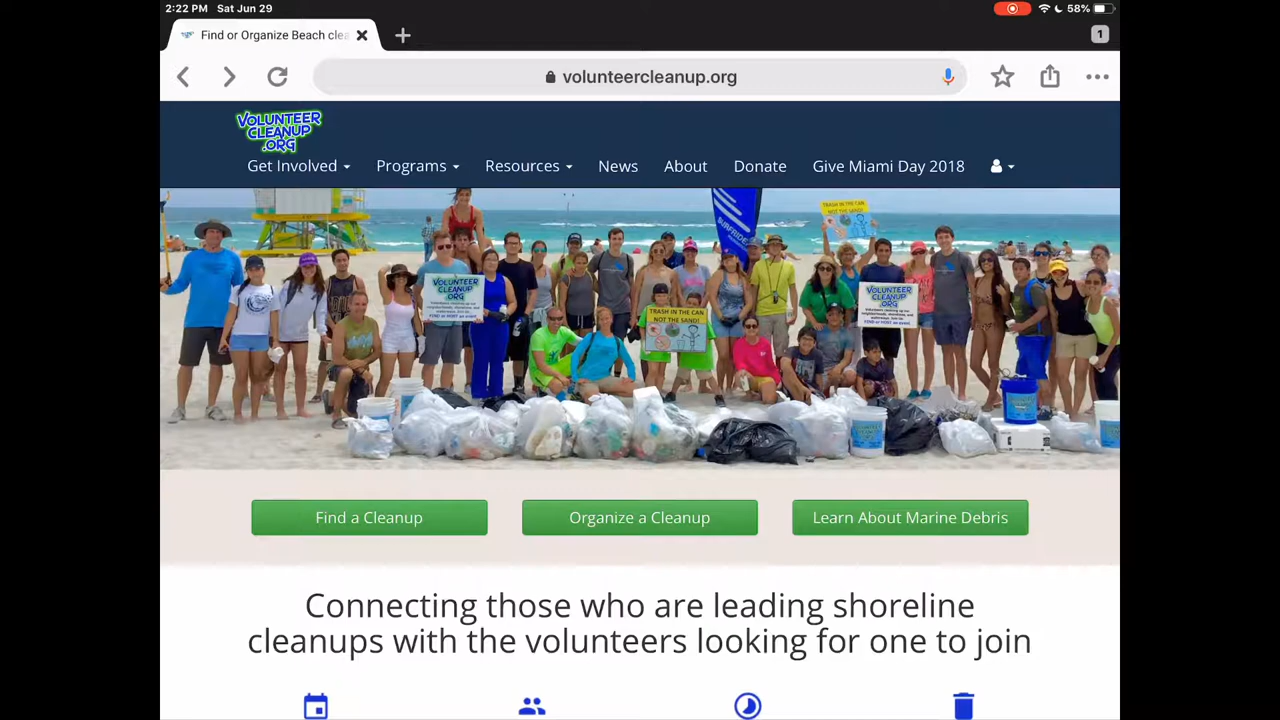 2:22 PM Sat Jun 29
58%
Find or Organize Beach clea
1
volunteercleanup.org
VOLUNTEER
CLEANUP
.ORG
Get Involved
Programs
Resources
News
About
Donate
Give Miami Day 2018
TRASH IN THE CAN
NOT THE SAND!
SURFRIDER
VOLUNTEER
CLEANUP
.ORG
VOLUNTEER
CLEANUP
.ORG
TRASH IN THE CAN
NOT THE SAND!
Find a Cleanup
Organize a Cleanup
Learn About Marine Debris
Connecting those who are leading shoreline
cleanups with the volunteers looking for one to join